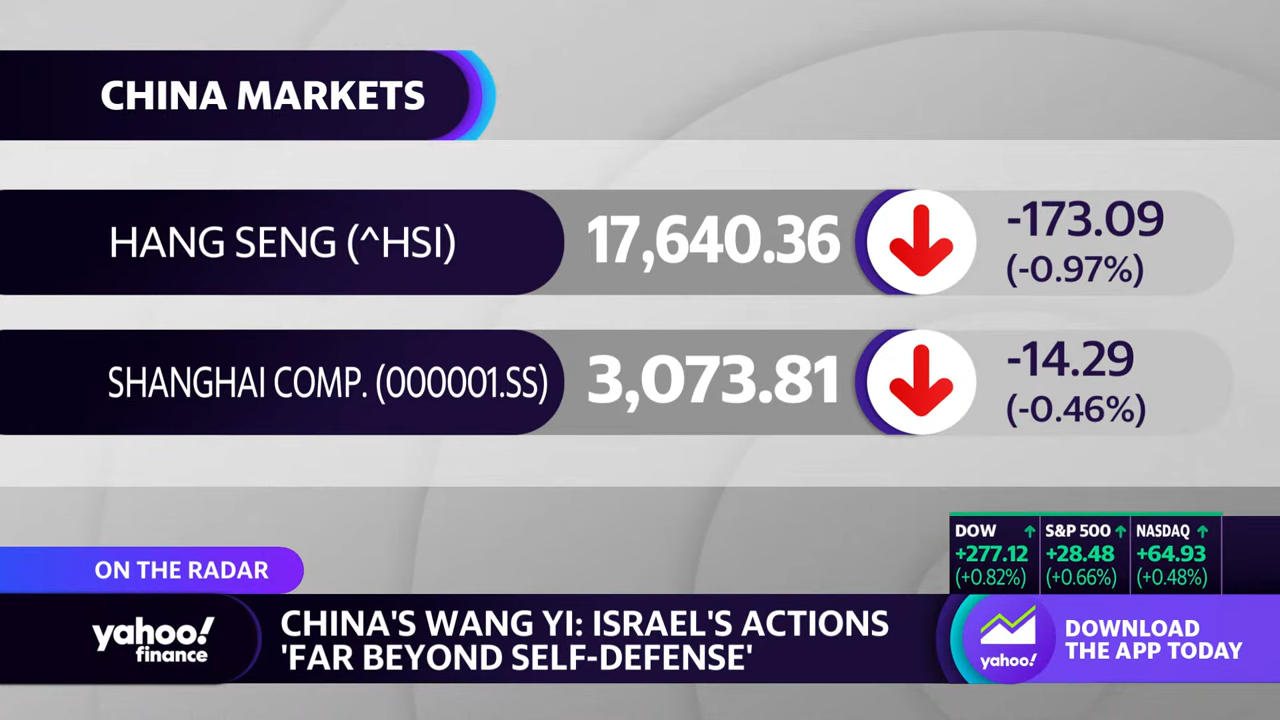 CHINA MARKETS
HANG SENG (^HSI) 17,640.36 -173.09
(-0.97%)
SHANGHAI COMP. (000001.SS) 3,073.81 -14.29
(-0.46%)
DOW S&P 500 NASDAQ
+277.12 +28.48 +64.93
(+0.82%) (+0.66%) (+0.48%)
ON THE RADAR
yahoo!
finance
CHINA'S WANG YI: ISRAEL'S ACTIONS
'FAR BEYOND SELF-DEFENSE'
yahoo!
DOWNLOAD
THE APP TODAY